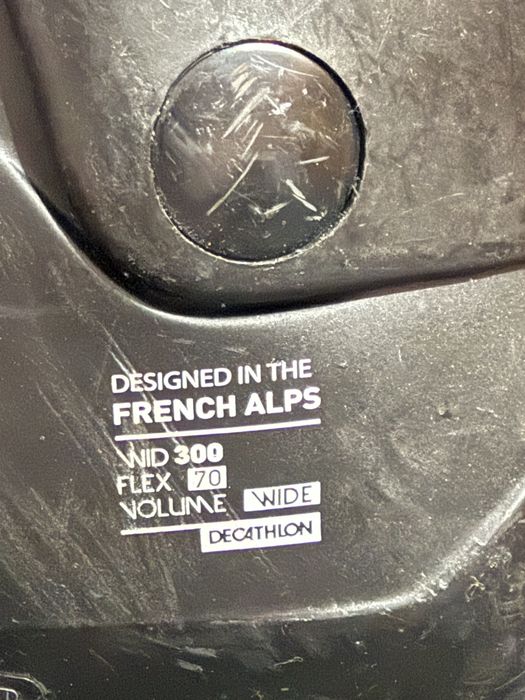 DESIGNED IN THE
FRENCH ALPS
WID 300
FLEX 70
VOLUME WIDE
DECATHLON